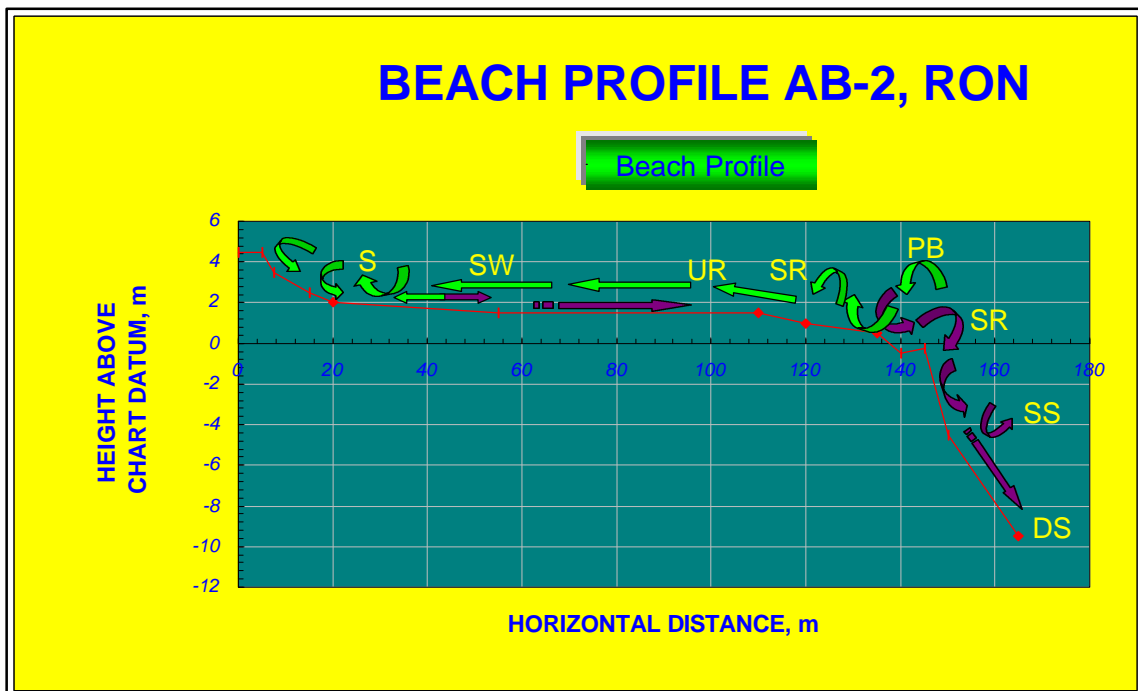 BEACH PROFILE AB-2, RON
Beach Profile
6
4
2
0
-2
-4
-6
-8
-10
-12
0
20
40
60
80
100
120
140
160
180
S
SW
UR
SR
PB
SR
SS
DS
HEIGHT ABOVE
CHART DATUM, m
HORIZONTAL DISTANCE, m